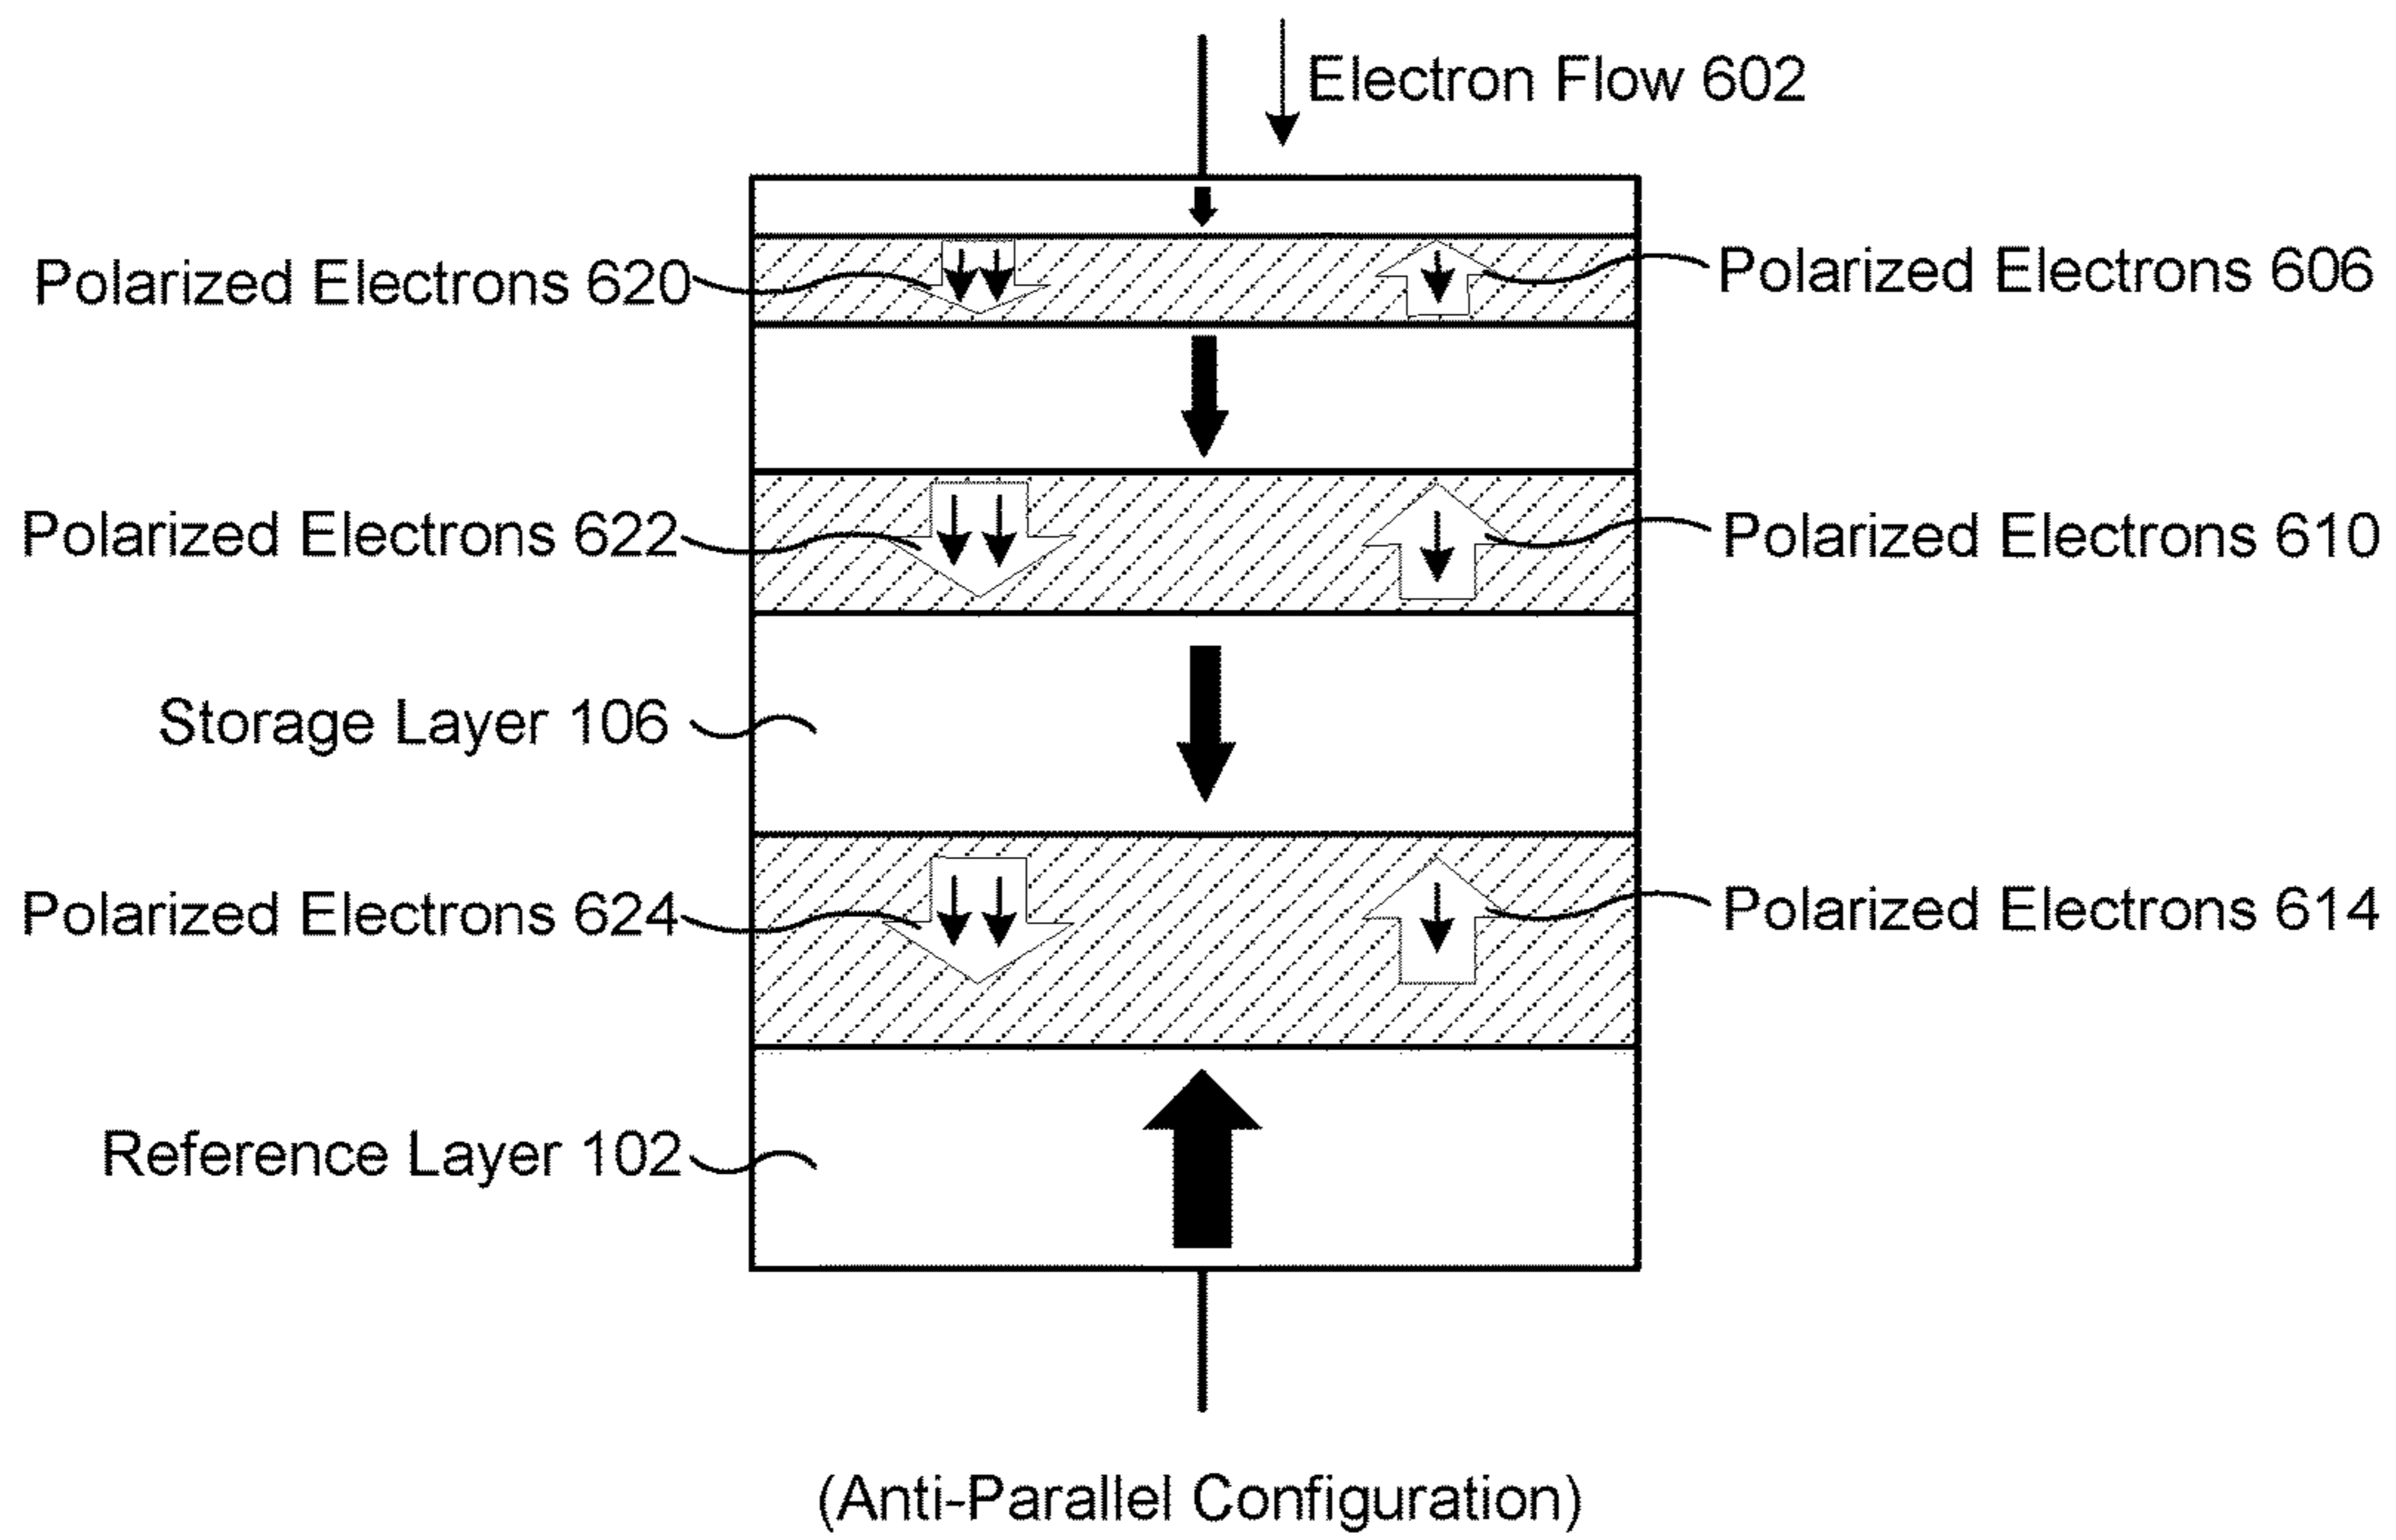 Electron Flow 602
Polarized Electrons 620
Polarized Electrons 606
Polarized Electrons 622
Polarized Electrons 610
Storage Layer 106
Polarized Electrons 624
Polarized Electrons 614
Reference Layer 102
(Anti-Parallel Configuration)